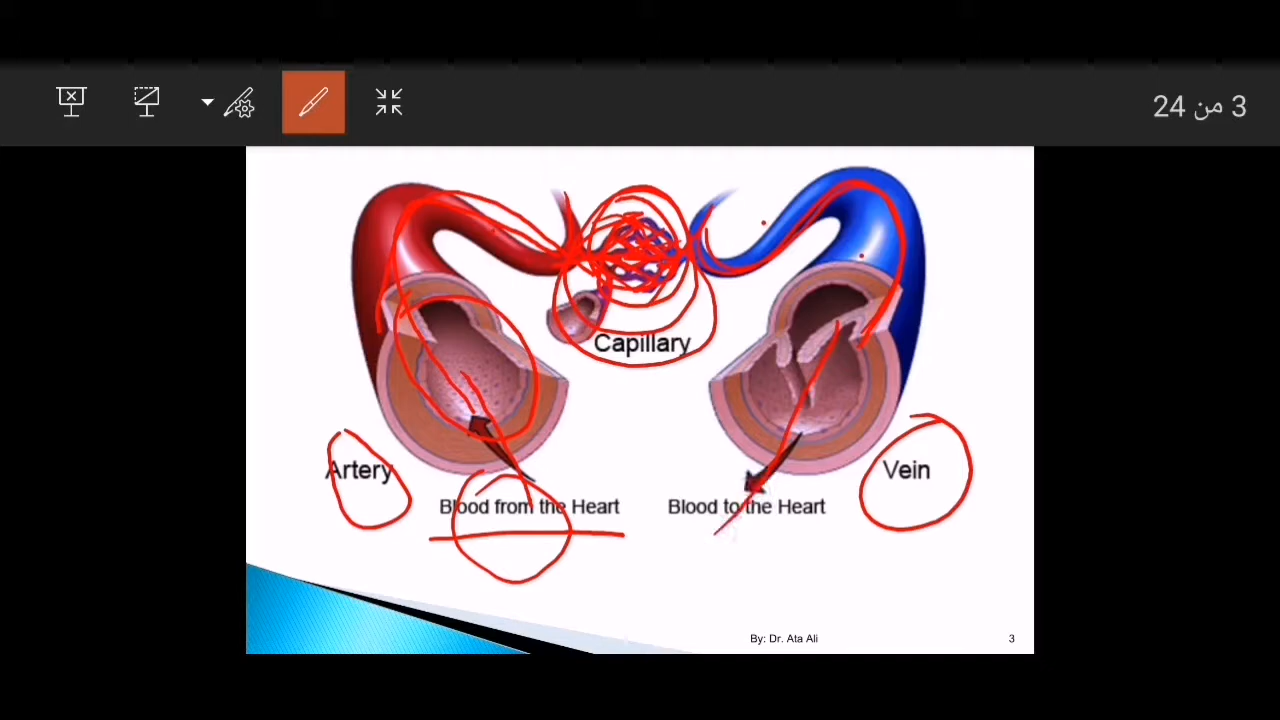 3 من 24
Capillary
Artery
Vein
Blood from the Heart
Blood to the Heart
By: Dr. Ata Ali
3